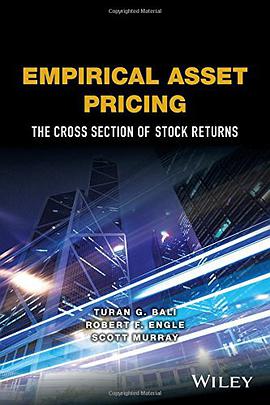 Copyrighted Material
EMPIRICAL ASSET
PRICING
THE CROSS SECTION OF STOCK RETURNS
TURAN G. BALI
ROBERT F. ENGLE
SCOTT MURRAY
WILEY
Copyrighted Material